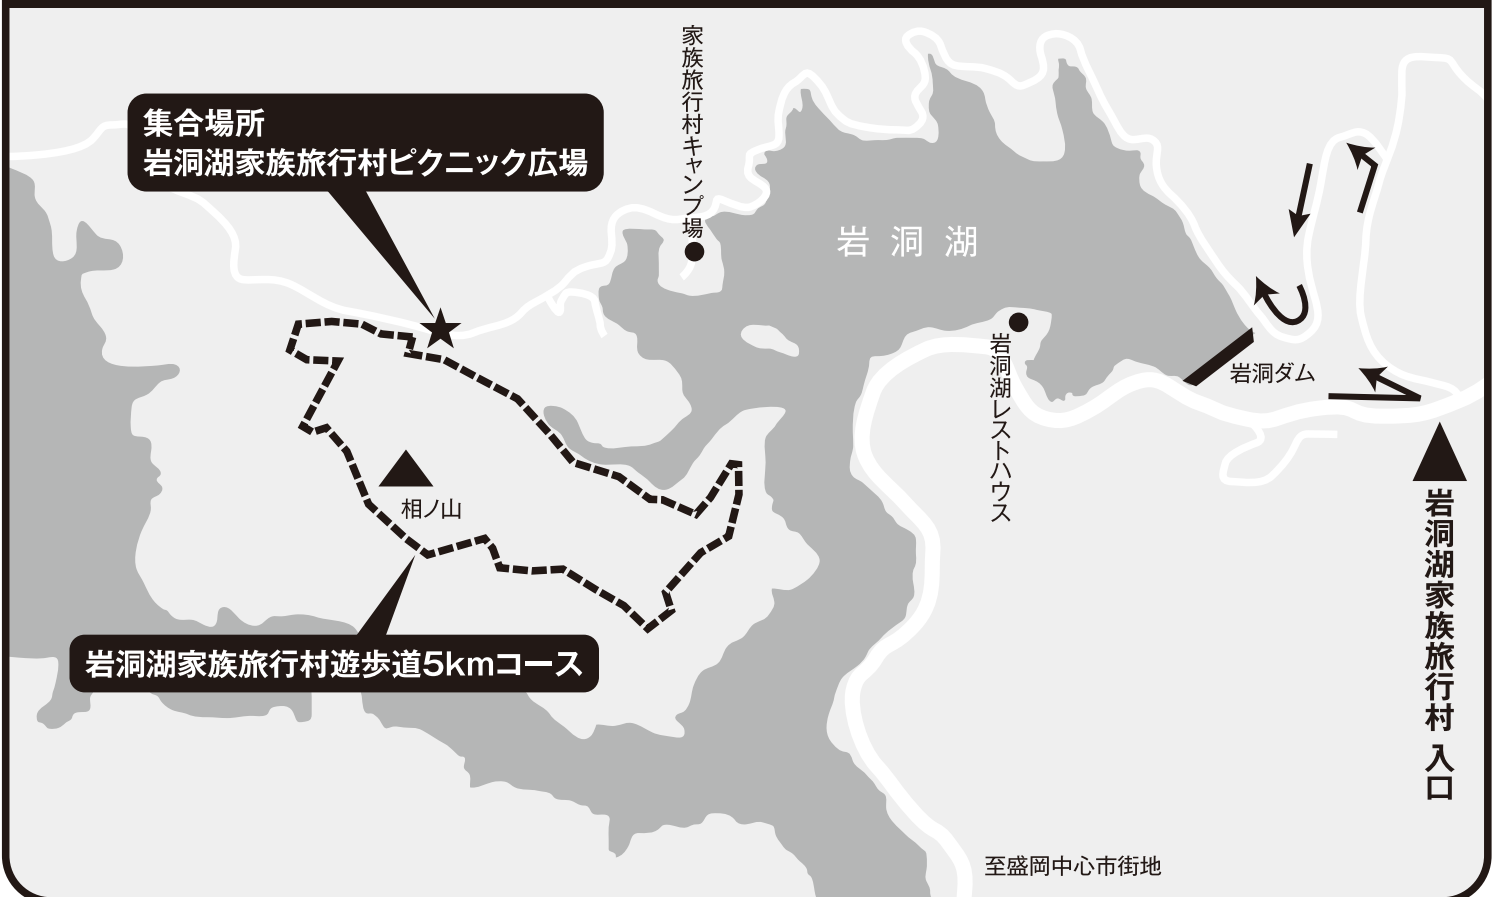 家族旅行村キャンプ場
集合場所
岩洞湖家族旅行村ピクニック広場
岩洞湖
岩洞湖レストハウス
岩洞ダム
相ノ山
岩洞湖家族旅行村 入口
岩洞湖家族旅行村遊歩道5kmコース
至盛岡中心市街地